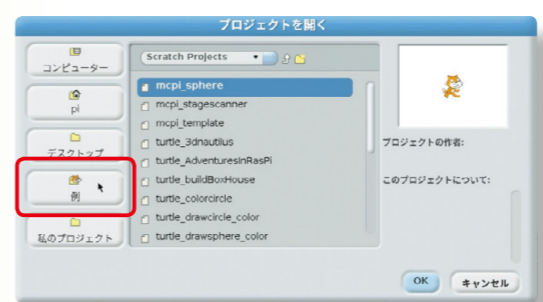 プロジェクトを開く
コンピューター
pi
デスクトップ
例
私のプロジェクト
Scratch Projects
mcpi_sphere
mcpi_stagescanner
mcpi_template
turtle_3dnautilus
turtle_AdventuresInRasPi
turtle_buildBoxHouse
turtle_colorcircle
turtle_drawcircle_color
turtle_drawsphere_color
プロジェクトの作者:
このプロジェクトについて:
OK
キャンセル